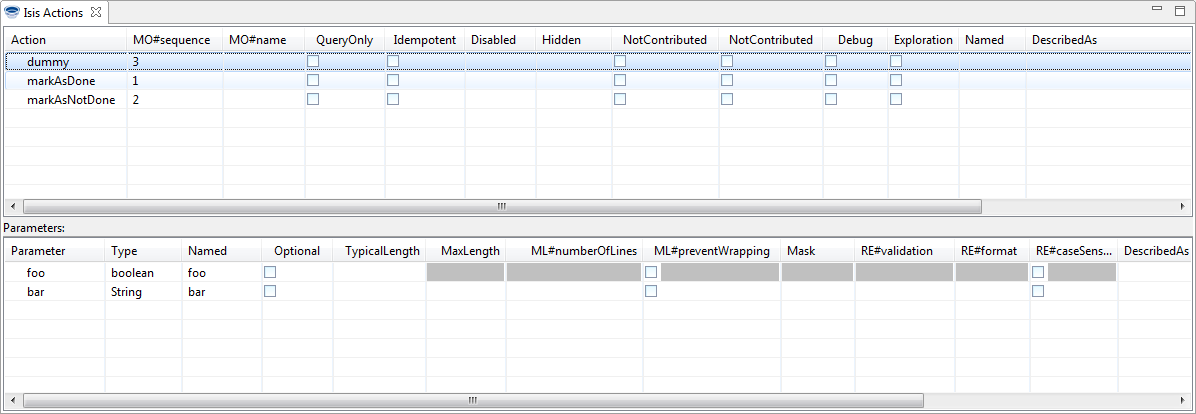 Isis Actions
Action MO#sequence MO#name QueryOnly Idempotent Disabled Hidden NotContributed NotContributed Debug Exploration Named DescribedAs
dummy 3
markAsDone 1
markAsNotDone 2
Parameters:
Parameter Type Named Optional TypicalLength MaxLength ML#numberOfLines ML#preventWrapping Mask RE#validation RE#format RE#caseSens... DescribedAs
foo boolean foo
bar String bar